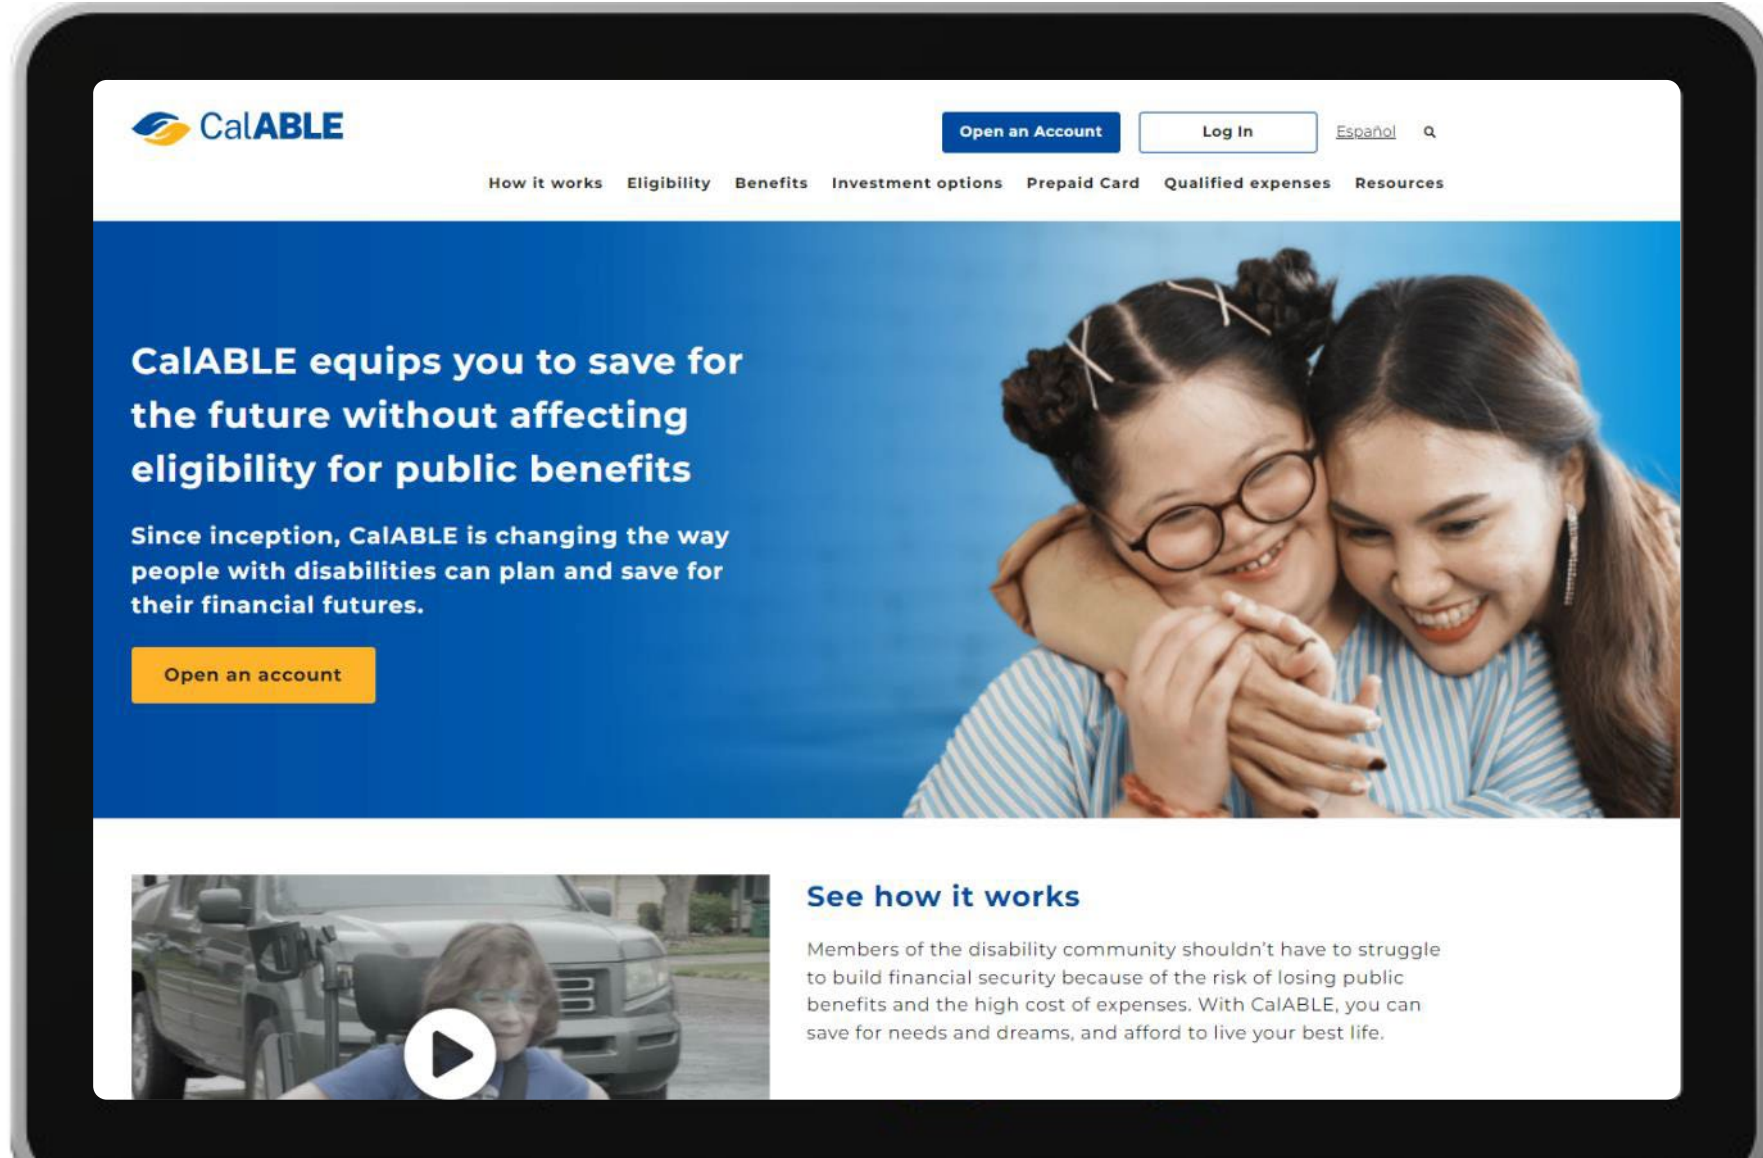 CalABLE
Open an Account
Log In
Español
How it works Eligibility Benefits Investment options Prepaid Card Qualified expenses Resources
CalABLE equips you to save for
the future without affecting
eligibility for public benefits
Since inception, CalABLE is changing the way
people with disabilities can plan and save for
their financial futures.
Open an account
See how it works
Members of the disability community shouldn't have to struggle
to build financial security because of the risk of losing public
benefits and the high cost of expenses. With CalABLE, you can
save for needs and dreams, and afford to live your best life.